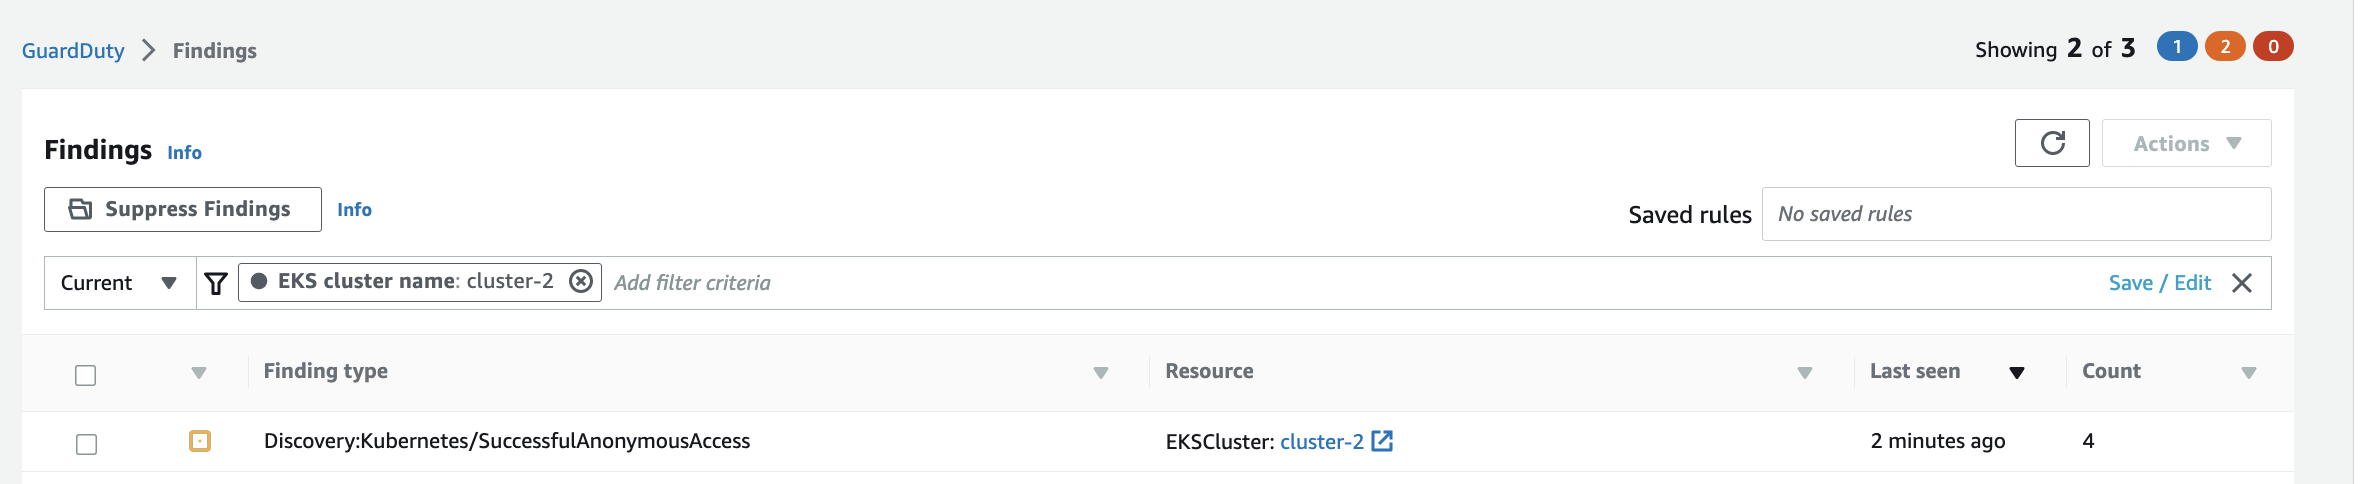 GuardDuty > Findings
Showing 2 of 3 1 2 0
Findings Info
Actions
Suppress Findings Info
Saved rules No saved rules
Current EKS cluster name: cluster-2 Add filter criteria Save / Edit
Finding type Resource Last seen Count
Discovery:Kubernetes/SuccessfulAnonymousAccess EKSCluster: cluster-2 2 minutes ago 4